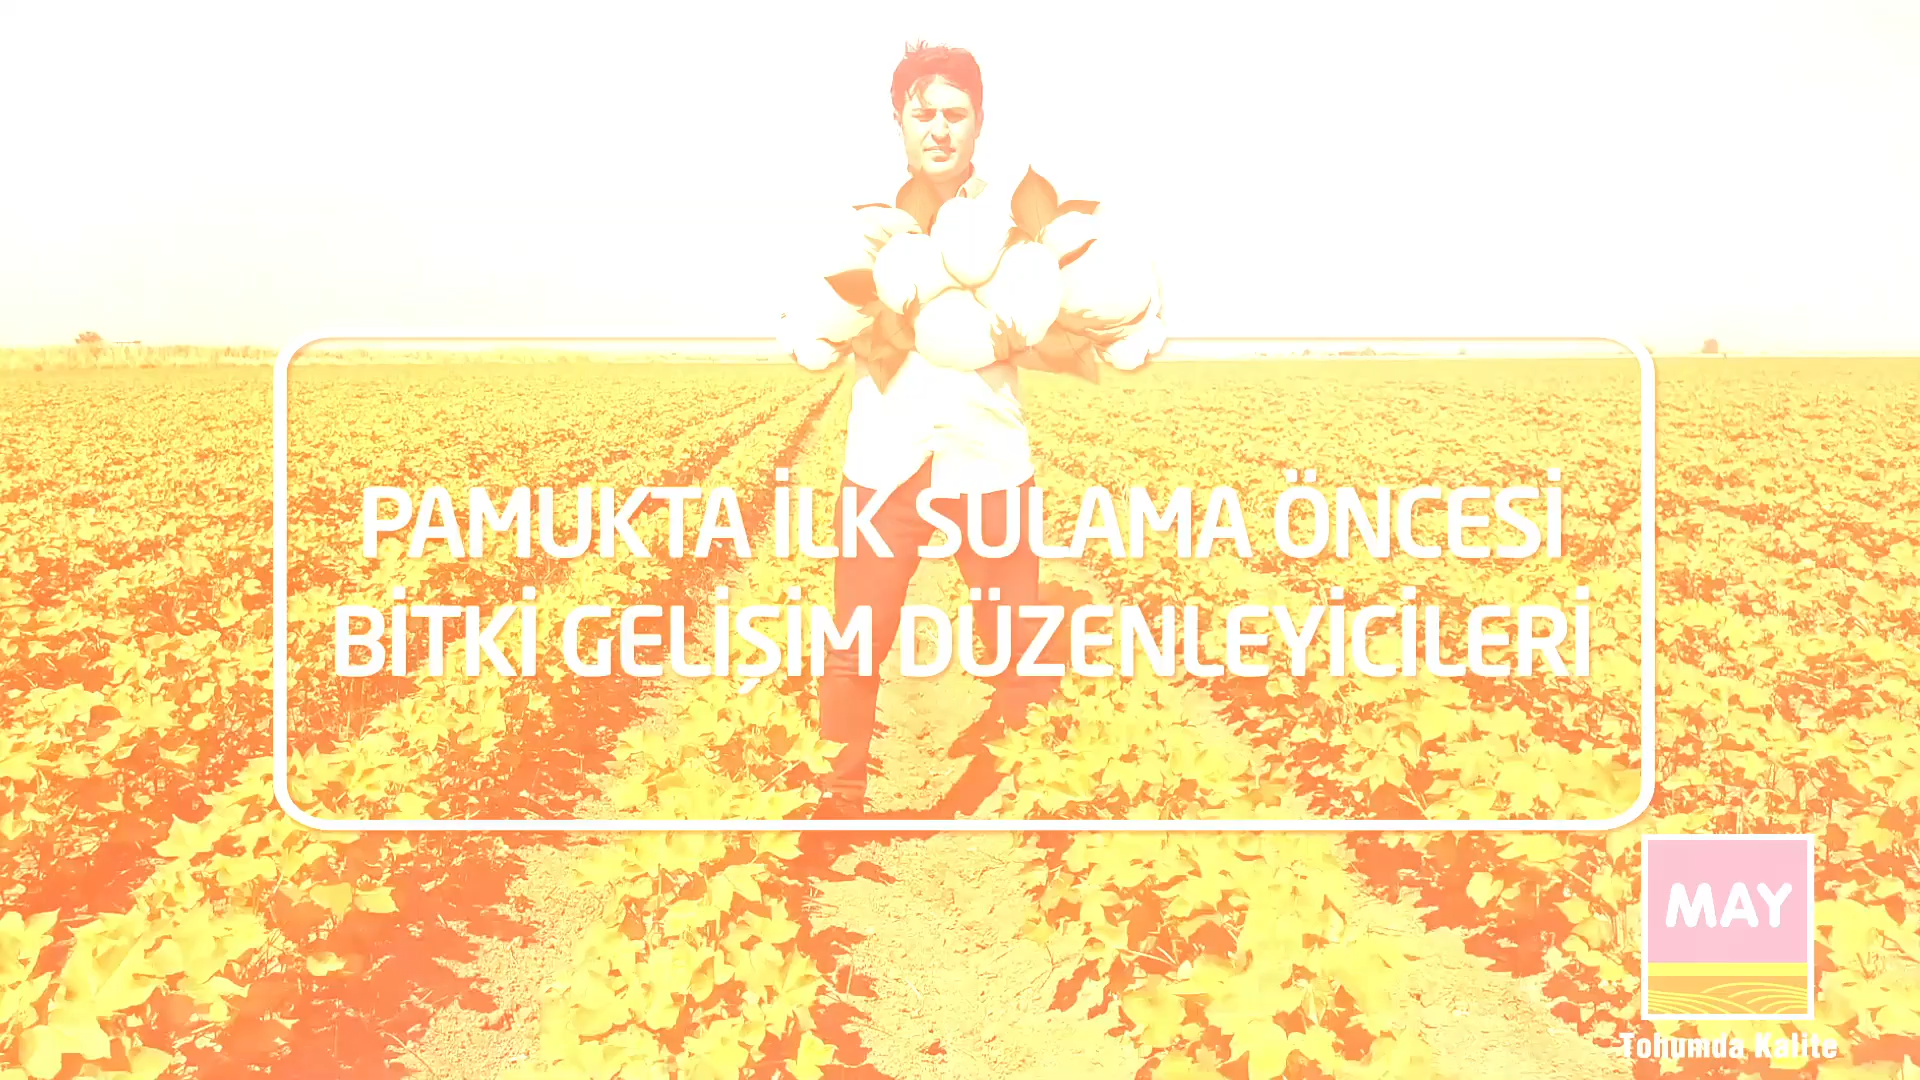 PAMUKTA İLK SULAMA ÖNCESİ
BİTKİ GELİŞİM DÜZENLEYİCİLERİ
MAY
Tohumda Kalite